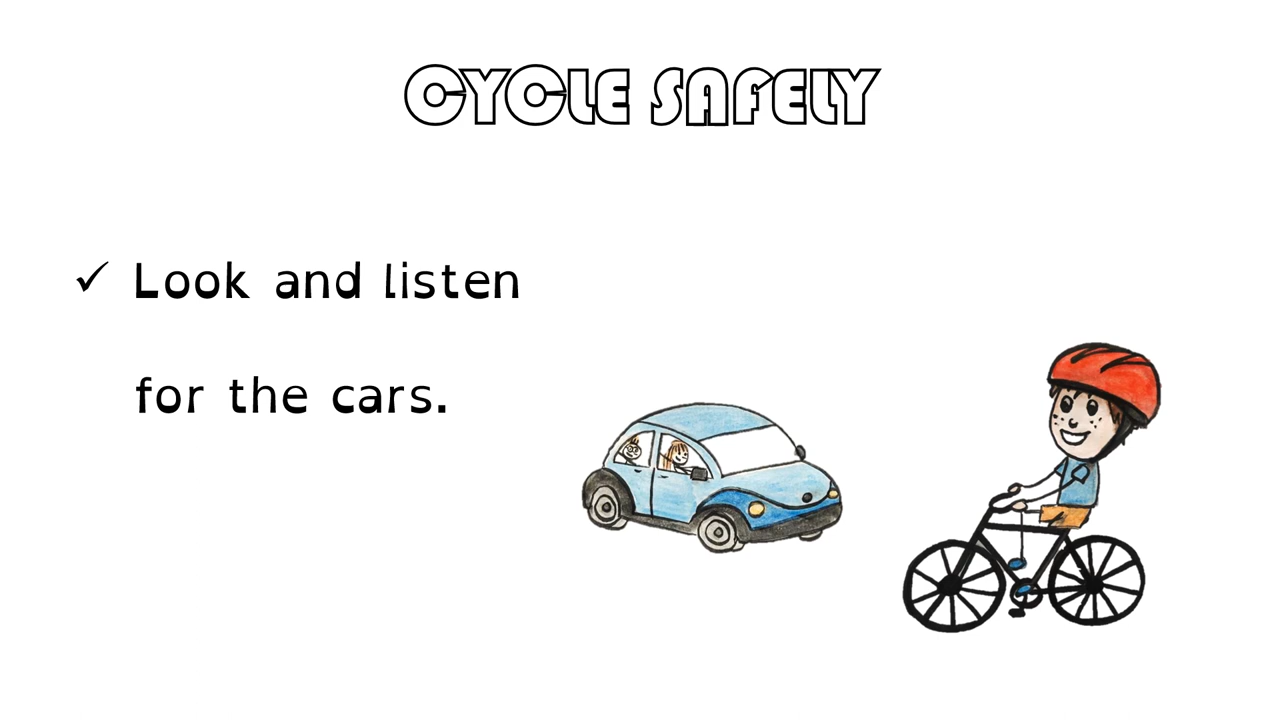 CYCLE SAFELY
✓ Look and listen
for the cars.